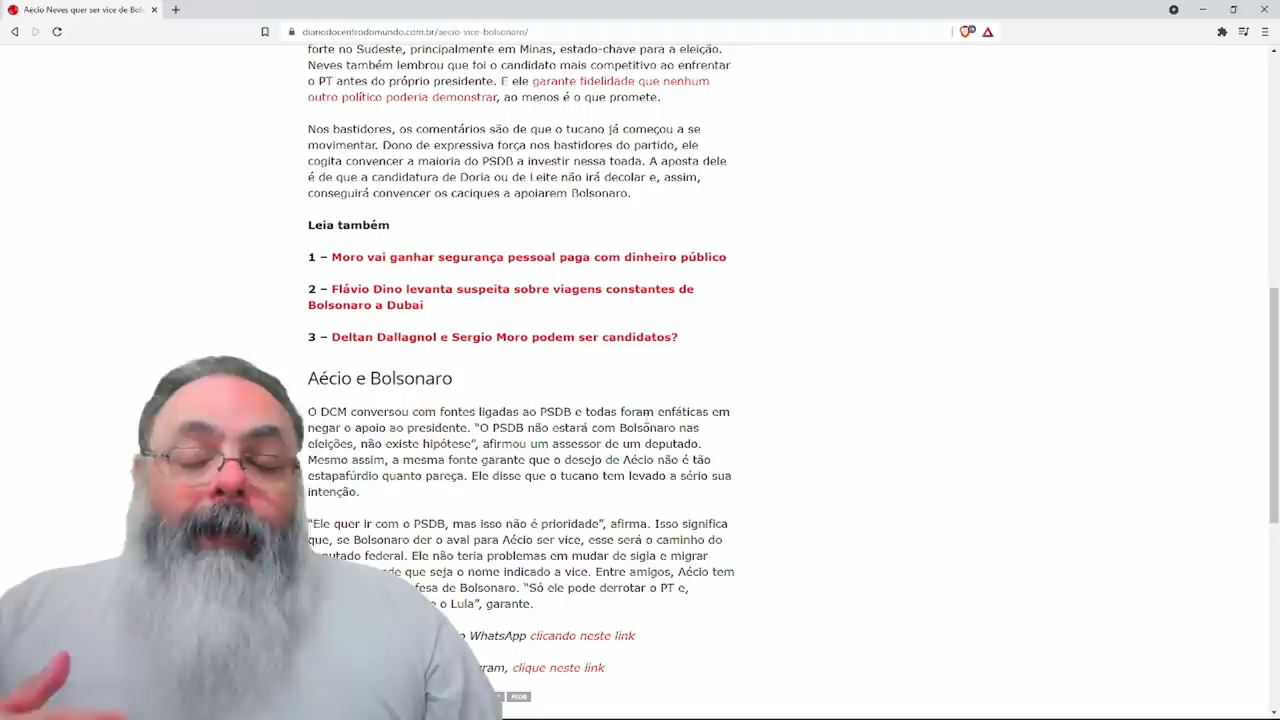 Aécio Neves quer ser vice de Bols
diariodocentrodomundo.com.br/aecio-vice-bolsonaro/
forte no Sudeste, principalmente em Minas, estado-chave para a eleição.
Neves também lembrou que foi o candidato mais competitivo ao enfrentar
o PT antes do próprio presidente. E ele garante fidelidade que nenhum
outro político poderia demonstrar, ao menos é o que promete.
Nos bastidores, os comentários são de que o tucano já começou a se
movimentar. Dono de expressiva força nos bastidores do partido, ele
cogita convencer a maioria do PSDB a investir nessa toada. A aposta dele
é de que a candidatura de Doria ou de Leite não irá decolar e, assim,
conseguirá convencer os caciques a apoiarem Bolsonaro.
Leia também
1 – Moro vai ganhar segurança pessoal paga com dinheiro público
2 – Flávio Dino levanta suspeita sobre viagens constantes de
Bolsonaro a Dubai
3 – Deltan Dallagnol e Sergio Moro podem ser candidatos?
Aécio e Bolsonaro
O DCM conversou com fontes ligadas ao PSDB e todas foram enfáticas em
negar o apoio ao presidente. “O PSDB não estará com Bolsonaro nas
eleições, não existe hipótese”, afirmou um assessor de um deputado.
Mesmo assim, a mesma fonte garante que o desejo de Aécio não é tão
estapafúrdio quanto pareça. Ele disse que o tucano tem levado a sério sua
intenção.
“Ele quer ir com o PSDB, mas isso não é prioridade”, afirma. Isso significa
que, se Bolsonaro der o aval para Aécio ser vice, esse será o caminho do
putado federal. Ele não teria problemas em mudar de sigla e migrar
de que seja o nome indicado a vice. Entre amigos, Aécio tem
fesa de Bolsonaro. “Só ele pode derrotar o PT e,
o Lula”, garante.
o WhatsApp clicando neste link
gram, clique neste link
PSDB